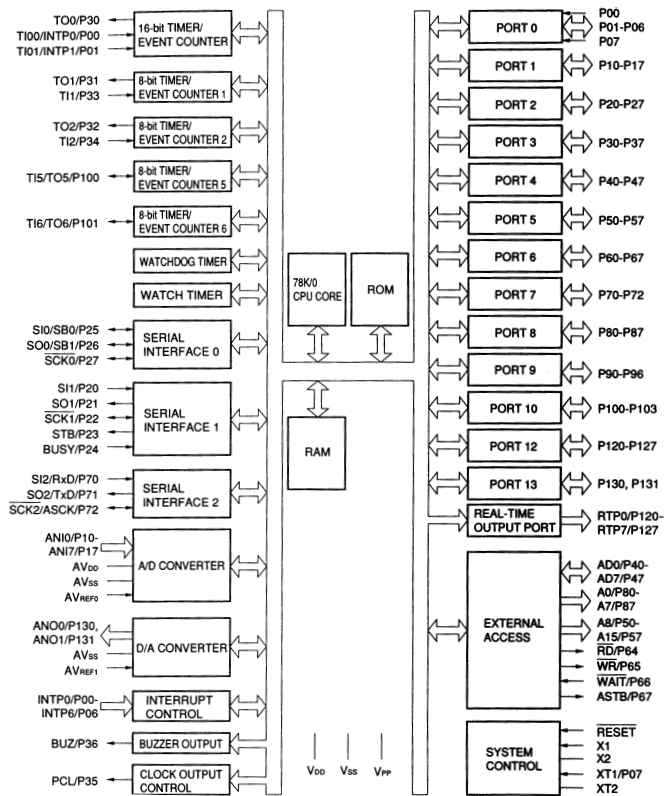 TO0/P30
TI00/INTP0/P00
TI01/INTP1/P01
16-bit TIMER/
EVENT COUNTER
TO1/P31
TI1/P33
8-bit TIMER/
EVENT COUNTER 1
TO2/P32
TI2/P34
8-bit TIMER/
EVENT COUNTER 2
TI5/TO5/P100
8-bit TIMER/
EVENT COUNTER 5
TI6/TO6/P101
8-bit TIMER/
EVENT COUNTER 6
WATCHDOG TIMER
WATCH TIMER
SI0/SB0/P25
SO0/SB1/P26
SCK0/P27
SERIAL
INTERFACE 0
SI1/P20
SO1/P21
SCK1/P22
STB/P23
BUSY/P24
SERIAL
INTERFACE 1
SI2/RxD/P70
SO2/TxD/P71
SCK2/ASCK/P72
SERIAL
INTERFACE 2
ANI0/P10-
ANI7/P17
AVDD
AVSS
AVREF0
A/D CONVERTER
ANO0/P130,
ANO1/P131
AVSS
AVREF1
D/A CONVERTER
INTP0/P00-
INTP6/P06
INTERRUPT
CONTROL
BUZ/P36
BUZZER OUTPUT
PCL/P35
CLOCK OUTPUT
CONTROL
78K/0
CPU CORE
ROM
RAM
VDD
VSS
VPP
PORT 0
P00
P01-P06
P07
PORT 1
P10-P17
PORT 2
P20-P27
PORT 3
P30-P37
PORT 4
P40-P47
PORT 5
P50-P57
PORT 6
P60-P67
PORT 7
P70-P72
PORT 8
P80-P87
PORT 9
P90-P96
PORT 10
P100-P103
PORT 12
P120-P127
PORT 13
P130, P131
REAL-TIME
OUTPUT PORT
RTP0/P120-
RTP7/P127
EXTERNAL
ACCESS
AD0/P40-
AD7/P47
A0/P80-
A7/P87
A8/P50-
A15/P57
RD/P64
WR/P65
WAIT/P66
ASTB/P67
SYSTEM
CONTROL
RESET
X1
X2
XT1/P07
XT2